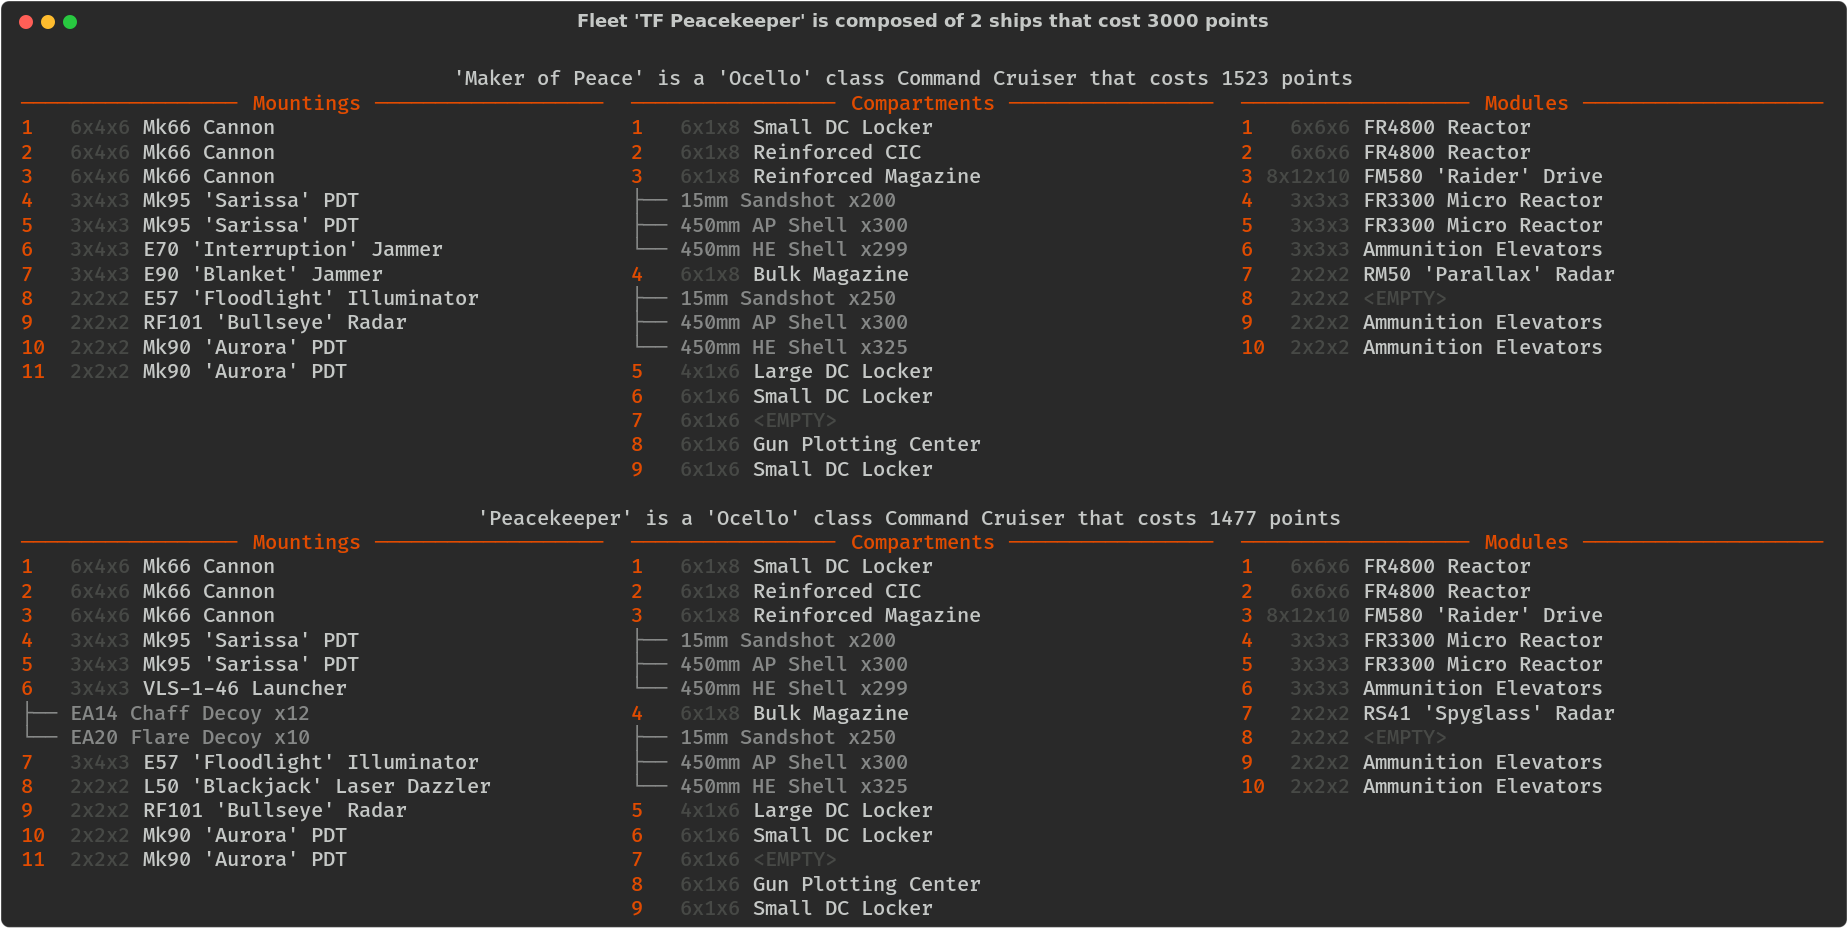 Fleet 'TF Peacekeeper' is composed of 2 ships that cost 3000 points
'Maker of Peace' is a 'Ocello' class Command Cruiser that costs 1523 points
Mountings
1 6x4x6 Mk66 Cannon
2 6x4x6 Mk66 Cannon
3 6x4x6 Mk66 Cannon
4 3x4x3 Mk95 'Sarissa' PDT
5 3x4x3 Mk95 'Sarissa' PDT
6 3x4x3 E70 'Interruption' Jammer
7 3x4x3 E90 'Blanket' Jammer
8 2x2x2 E57 'Floodlight' Illuminator
9 2x2x2 RF101 'Bullseye' Radar
10 2x2x2 Mk90 'Aurora' PDT
11 2x2x2 Mk90 'Aurora' PDT
Compartments
1 6x1x8 Small DC Locker
2 6x1x8 Reinforced CIC
3 6x1x8 Reinforced Magazine
├── 15mm Sandshot x200
├── 450mm AP Shell x300
└── 450mm HE Shell x299
4 6x1x8 Bulk Magazine
├── 15mm Sandshot x250
├── 450mm AP Shell x300
└── 450mm HE Shell x325
5 4x1x6 Large DC Locker
6 6x1x6 Small DC Locker
7 6x1x6 <EMPTY>
8 6x1x6 Gun Plotting Center
9 6x1x6 Small DC Locker
Modules
1 6x6x6 FR4800 Reactor
2 6x6x6 FR4800 Reactor
3 8x12x10 FM580 'Raider' Drive
4 3x3x3 FR3300 Micro Reactor
5 3x3x3 FR3300 Micro Reactor
6 3x3x3 Ammunition Elevators
7 2x2x2 RM50 'Parallax' Radar
8 2x2x2 <EMPTY>
9 2x2x2 Ammunition Elevators
10 2x2x2 Ammunition Elevators
'Peacekeeper' is a 'Ocello' class Command Cruiser that costs 1477 points
Mountings
1 6x4x6 Mk66 Cannon
2 6x4x6 Mk66 Cannon
3 6x4x6 Mk66 Cannon
4 3x4x3 Mk95 'Sarissa' PDT
5 3x4x3 Mk95 'Sarissa' PDT
6 3x4x3 VLS-1-46 Launcher
├── EA14 Chaff Decoy x12
└── EA20 Flare Decoy x10
7 3x4x3 E57 'Floodlight' Illuminator
8 2x2x2 L50 'Blackjack' Laser Dazzler
9 2x2x2 RF101 'Bullseye' Radar
10 2x2x2 Mk90 'Aurora' PDT
11 2x2x2 Mk90 'Aurora' PDT
Compartments
1 6x1x8 Small DC Locker
2 6x1x8 Reinforced CIC
3 6x1x8 Reinforced Magazine
├── 15mm Sandshot x200
├── 450mm AP Shell x300
└── 450mm HE Shell x299
4 6x1x8 Bulk Magazine
├── 15mm Sandshot x250
├── 450mm AP Shell x300
└── 450mm HE Shell x325
5 4x1x6 Large DC Locker
6 6x1x6 Small DC Locker
7 6x1x6 <EMPTY>
8 6x1x6 Gun Plotting Center
9 6x1x6 Small DC Locker
Modules
1 6x6x6 FR4800 Reactor
2 6x6x6 FR4800 Reactor
3 8x12x10 FM580 'Raider' Drive
4 3x3x3 FR3300 Micro Reactor
5 3x3x3 FR3300 Micro Reactor
6 3x3x3 Ammunition Elevators
7 2x2x2 RS41 'Spyglass' Radar
8 2x2x2 <EMPTY>
9 2x2x2 Ammunition Elevators
10 2x2x2 Ammunition Elevators